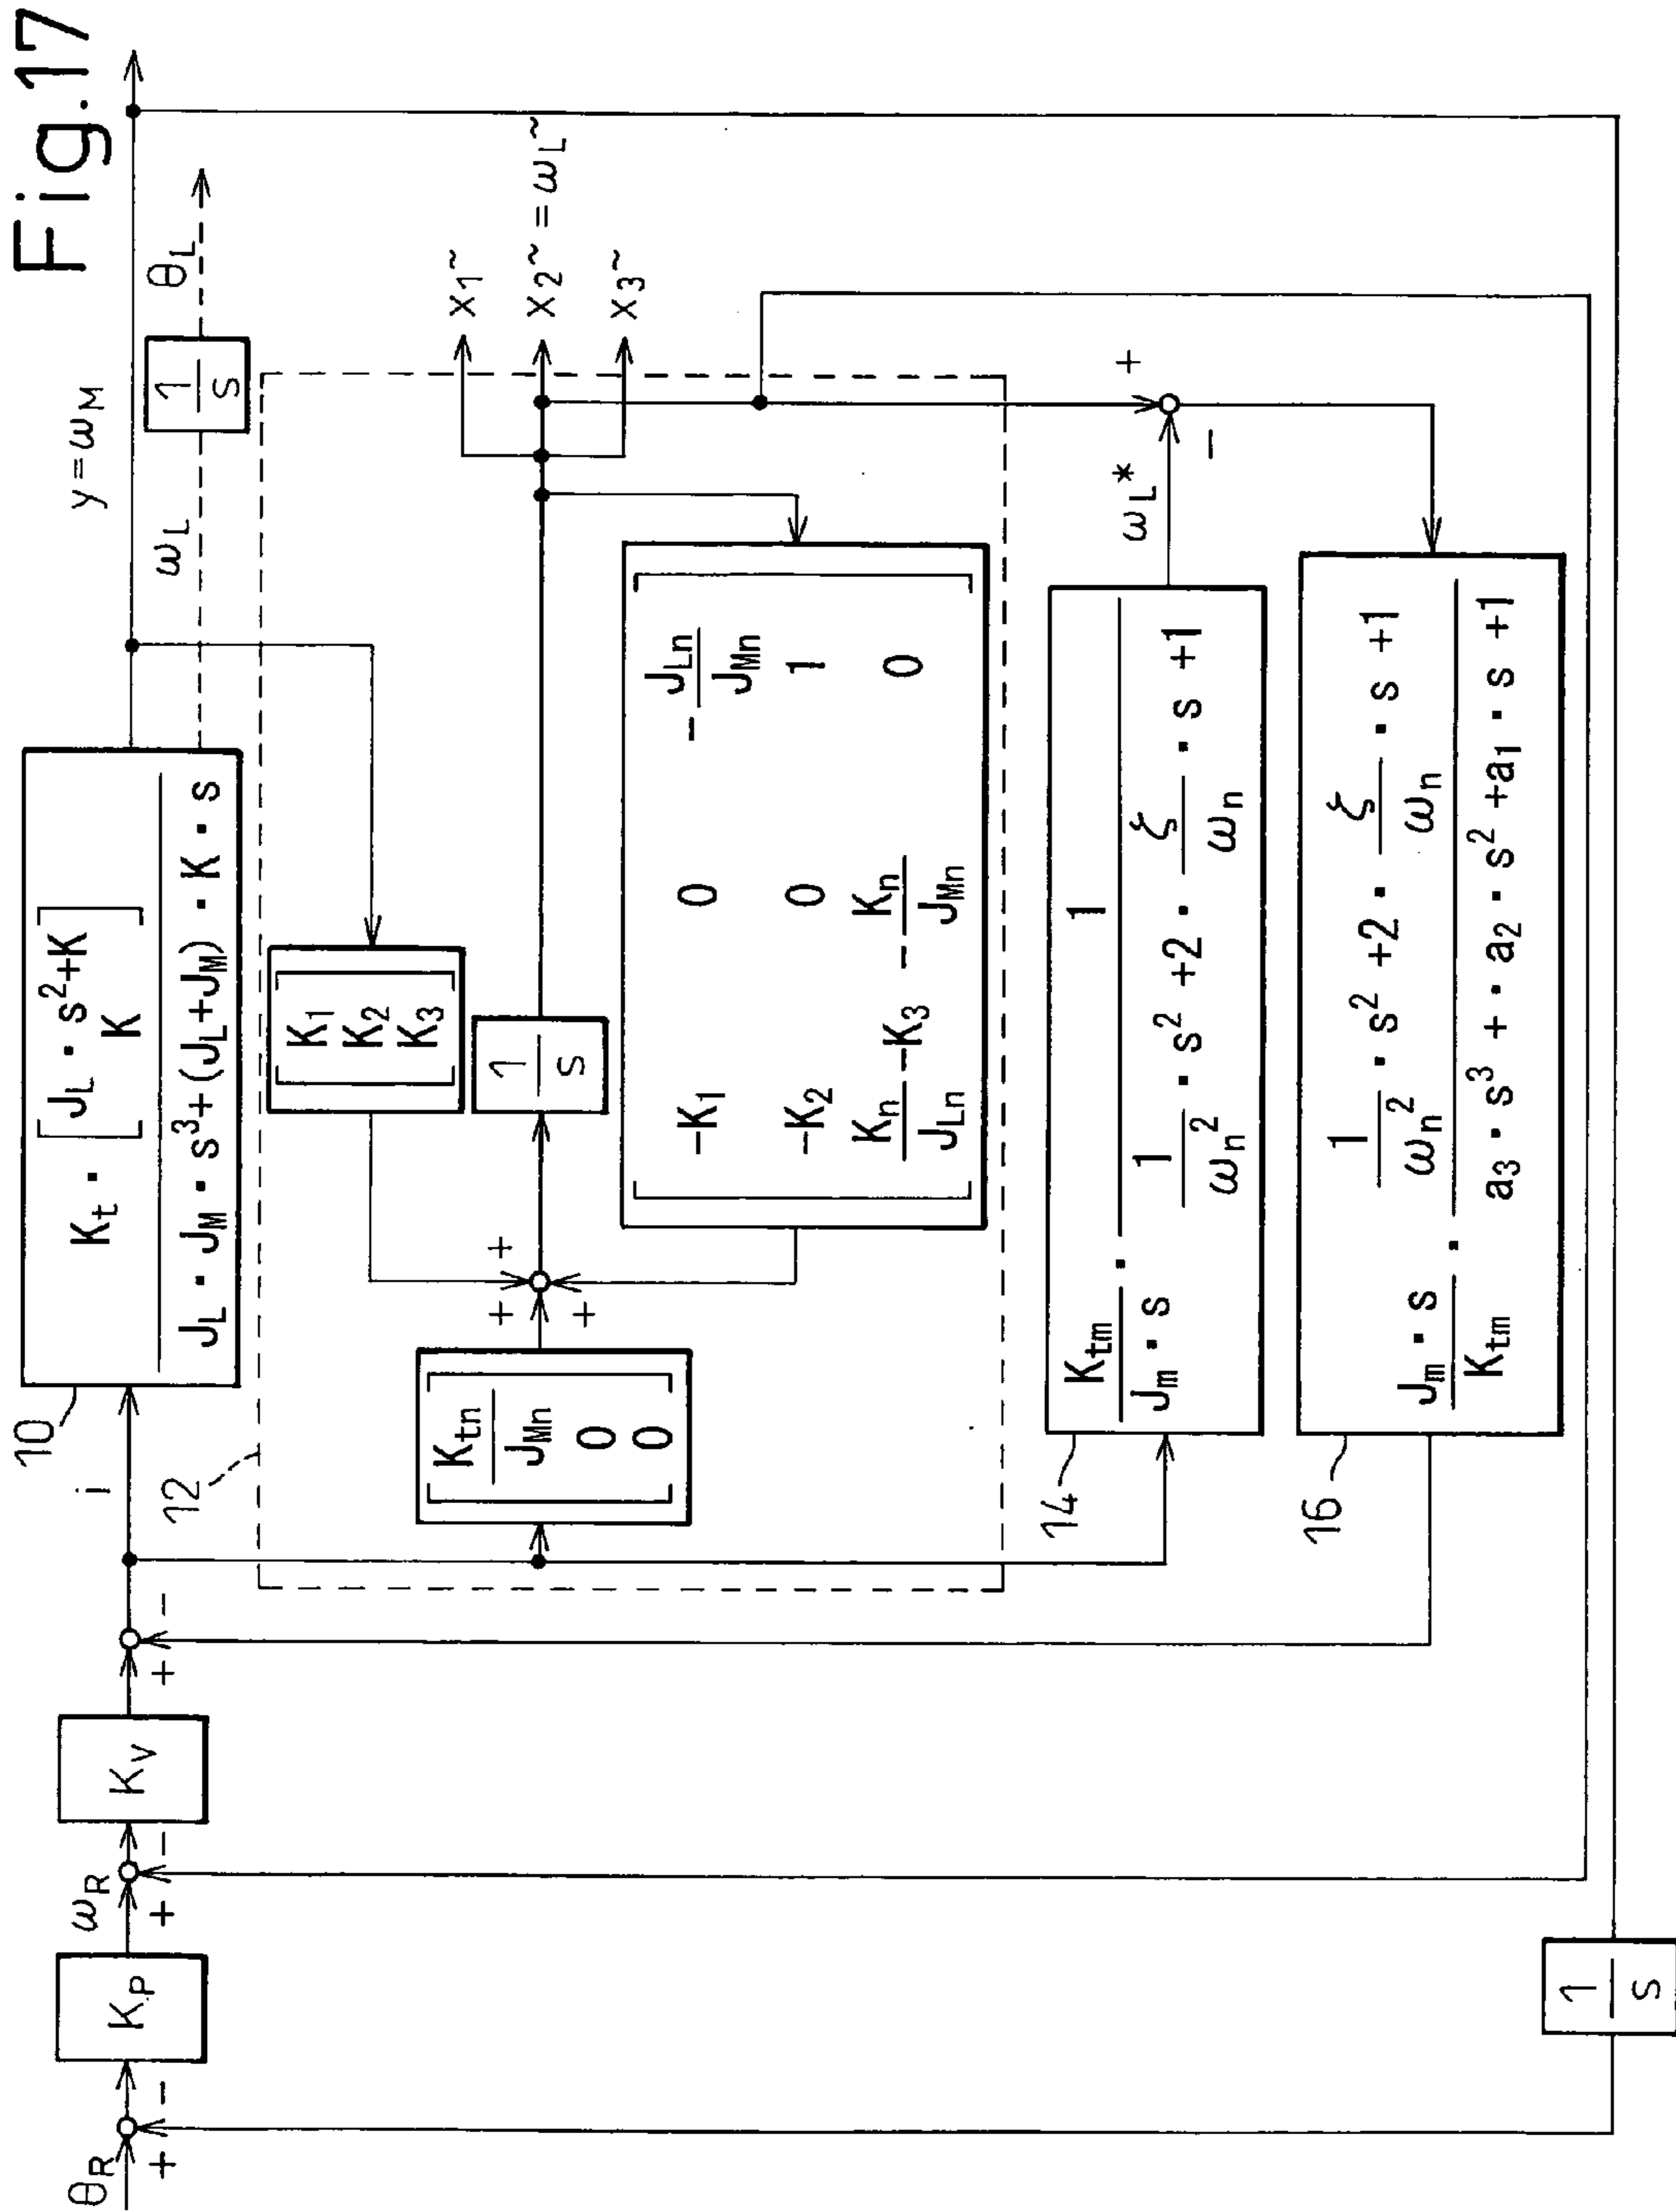 Fig.17
θR
+
−
KP
ωR
+
−
KV
+
−
i
10
Kt · [ JL · s²+K
K ]
JL · JM · s³+(JL+JM) · K · s
y=ωM
ωL
1
s
θL
12
Ktn
JMn
0
0
+
+
+
K1
K2
K3
1
s
-K1 0 -JLn/JMn
-K2 0 1
Kn/JLn -K3 -Kn/JMn 0
x1~
x2~ = ωL~
x3~
14
Ktm/(Jm · s) · 1/(1/ωn² · s² +2 · ζ/ωn · s +1)
ωL*
+
−
16
(Jm · s)/Ktm · (1/ωn² · s² +2 · ζ/ωn · s +1)/(a3 · s³ + · a2 · s² +a1 · s +1)
1
s